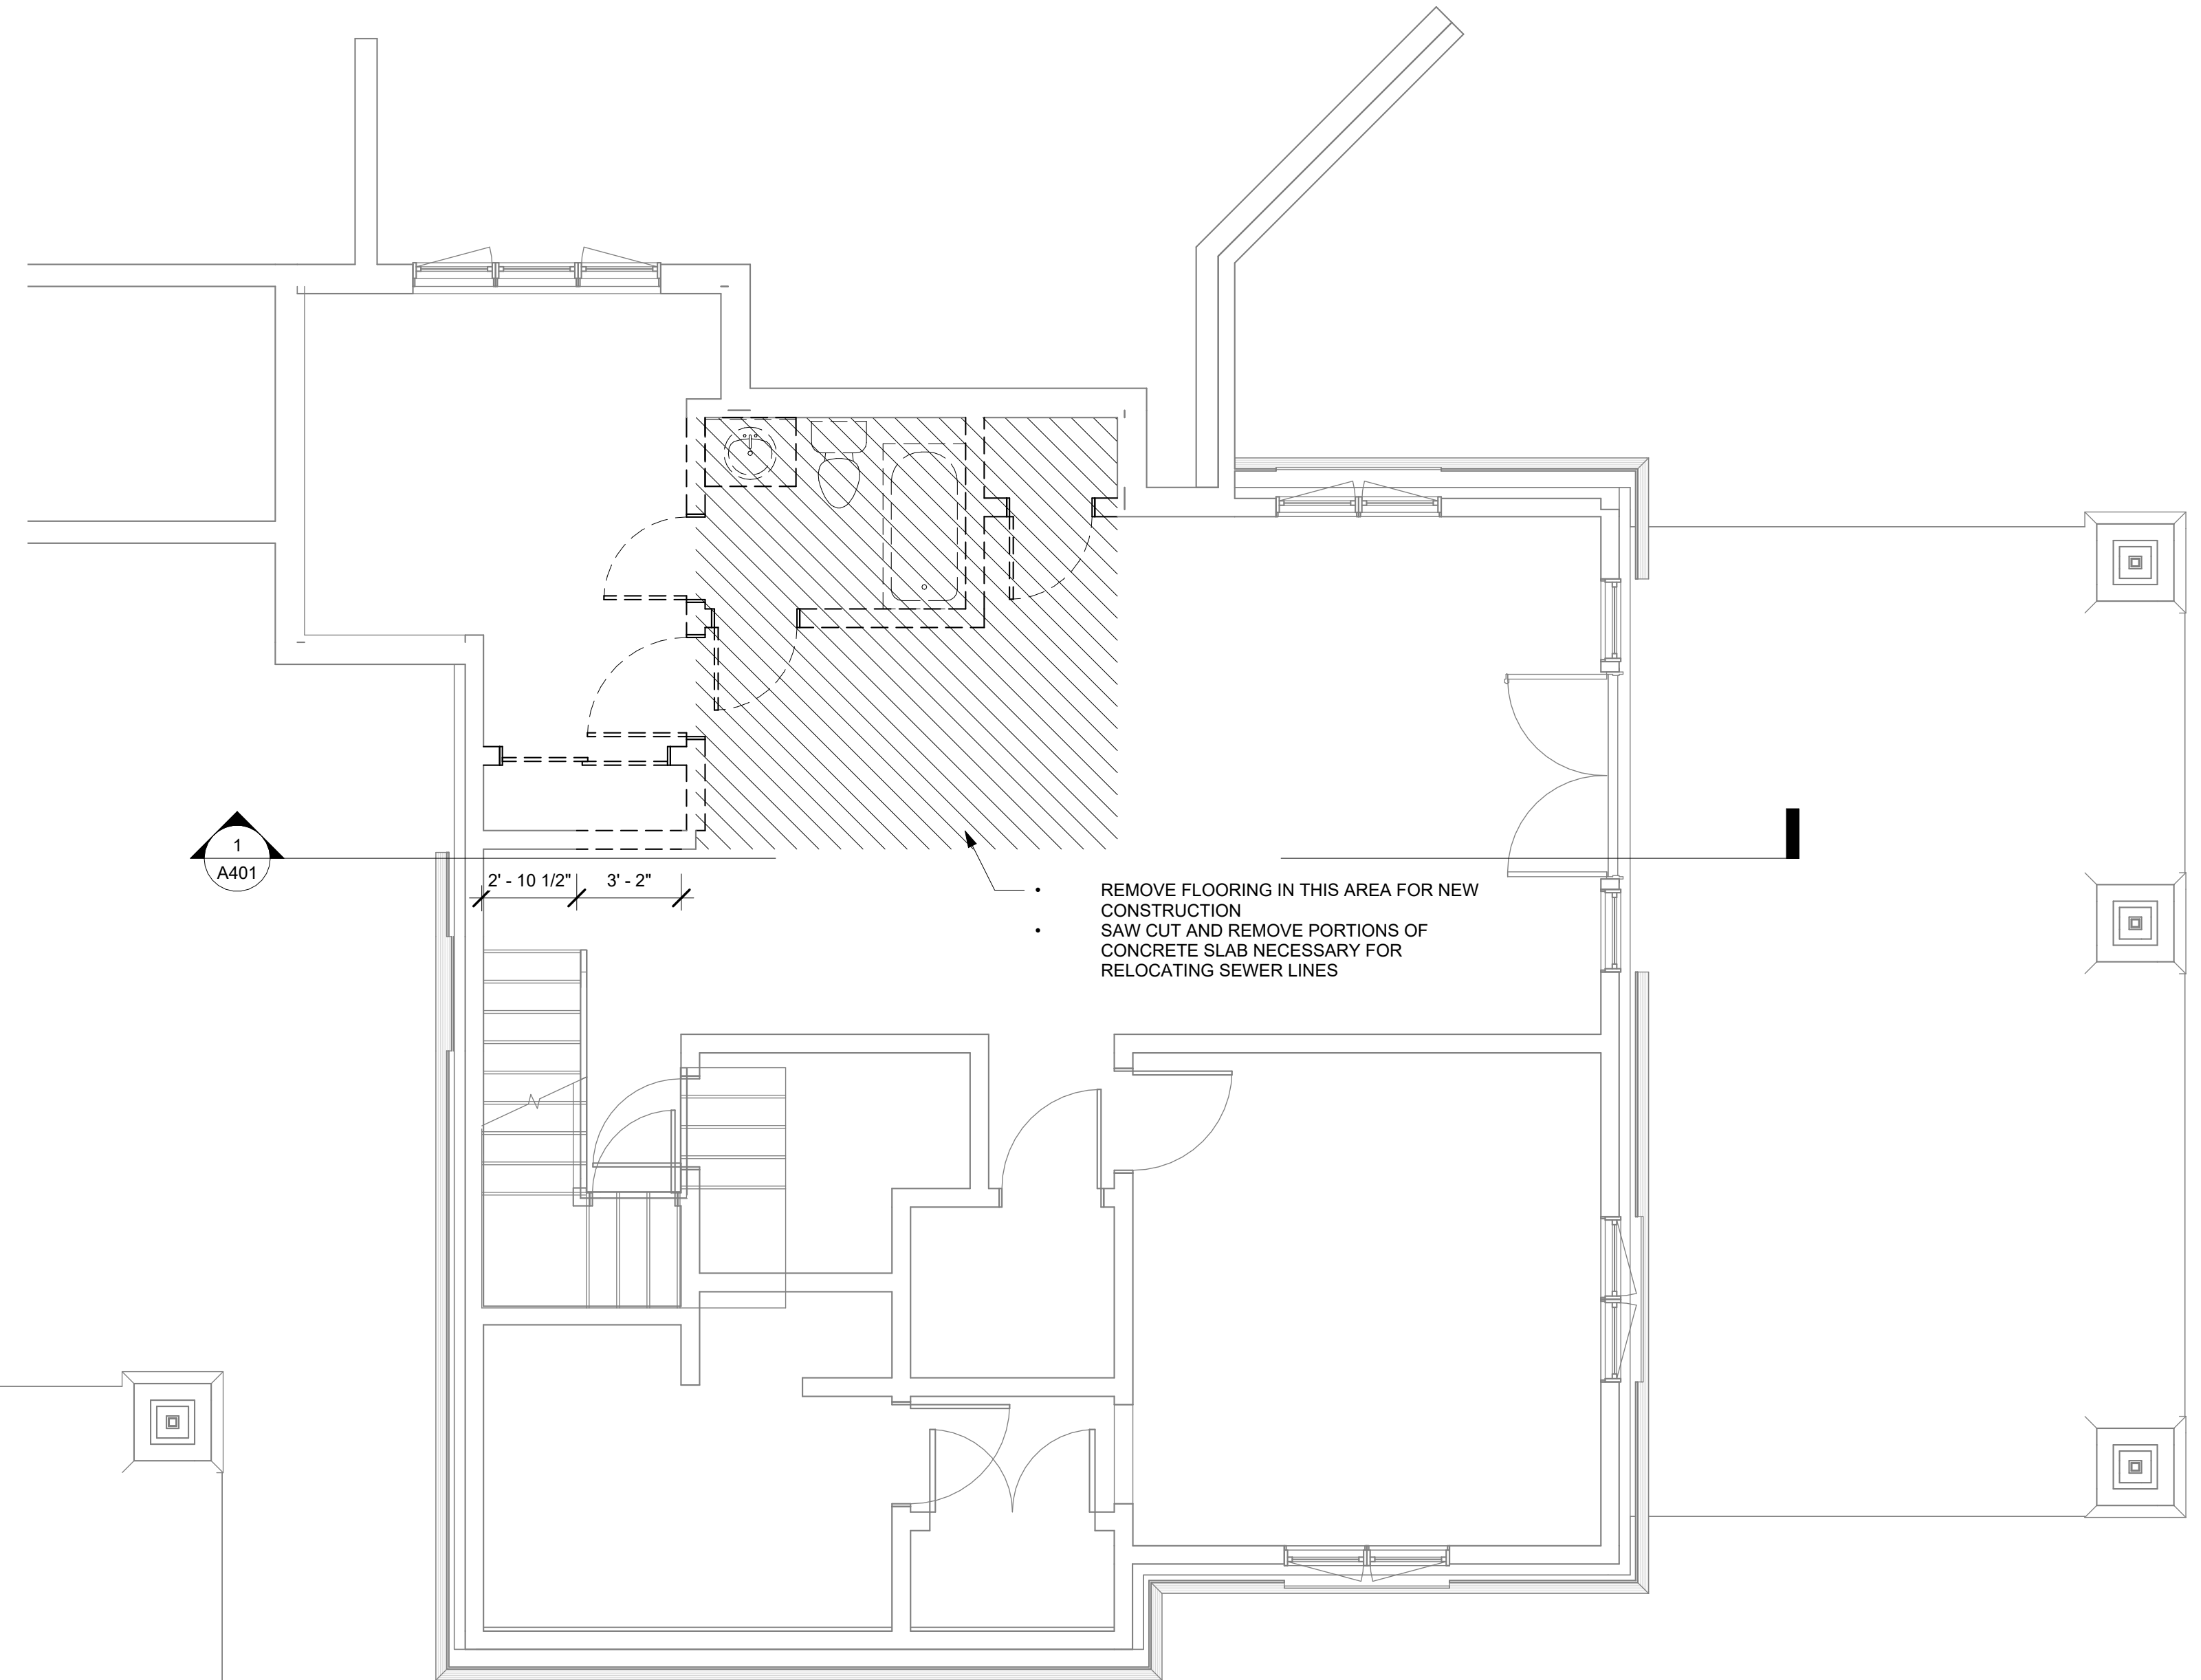 1
A401
2' - 10 1/2" 3' - 2"
• REMOVE FLOORING IN THIS AREA FOR NEW
CONSTRUCTION
• SAW CUT AND REMOVE PORTIONS OF
CONCRETE SLAB NECESSARY FOR
RELOCATING SEWER LINES